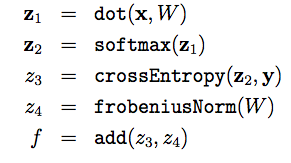 z₁ = dot(x, W)
z₂ = softmax(z₁)
z₃ = crossEntropy(z₂, y)
z₄ = frobeniusNorm(W)
f = add(z₃, z₄)